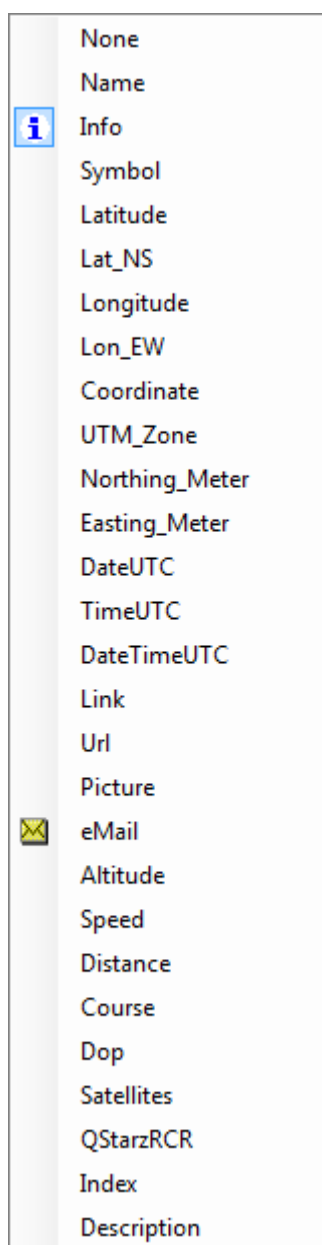 None
Name
Info
Symbol
Latitude
Lat_NS
Longitude
Lon_EW
Coordinate
UTM_Zone
Northing_Meter
Easting_Meter
DateUTC
TimeUTC
DateTimeUTC
Link
Url
Picture
eMail
Altitude
Speed
Distance
Course
Dop
Satellites
QStarzRCR
Index
Description